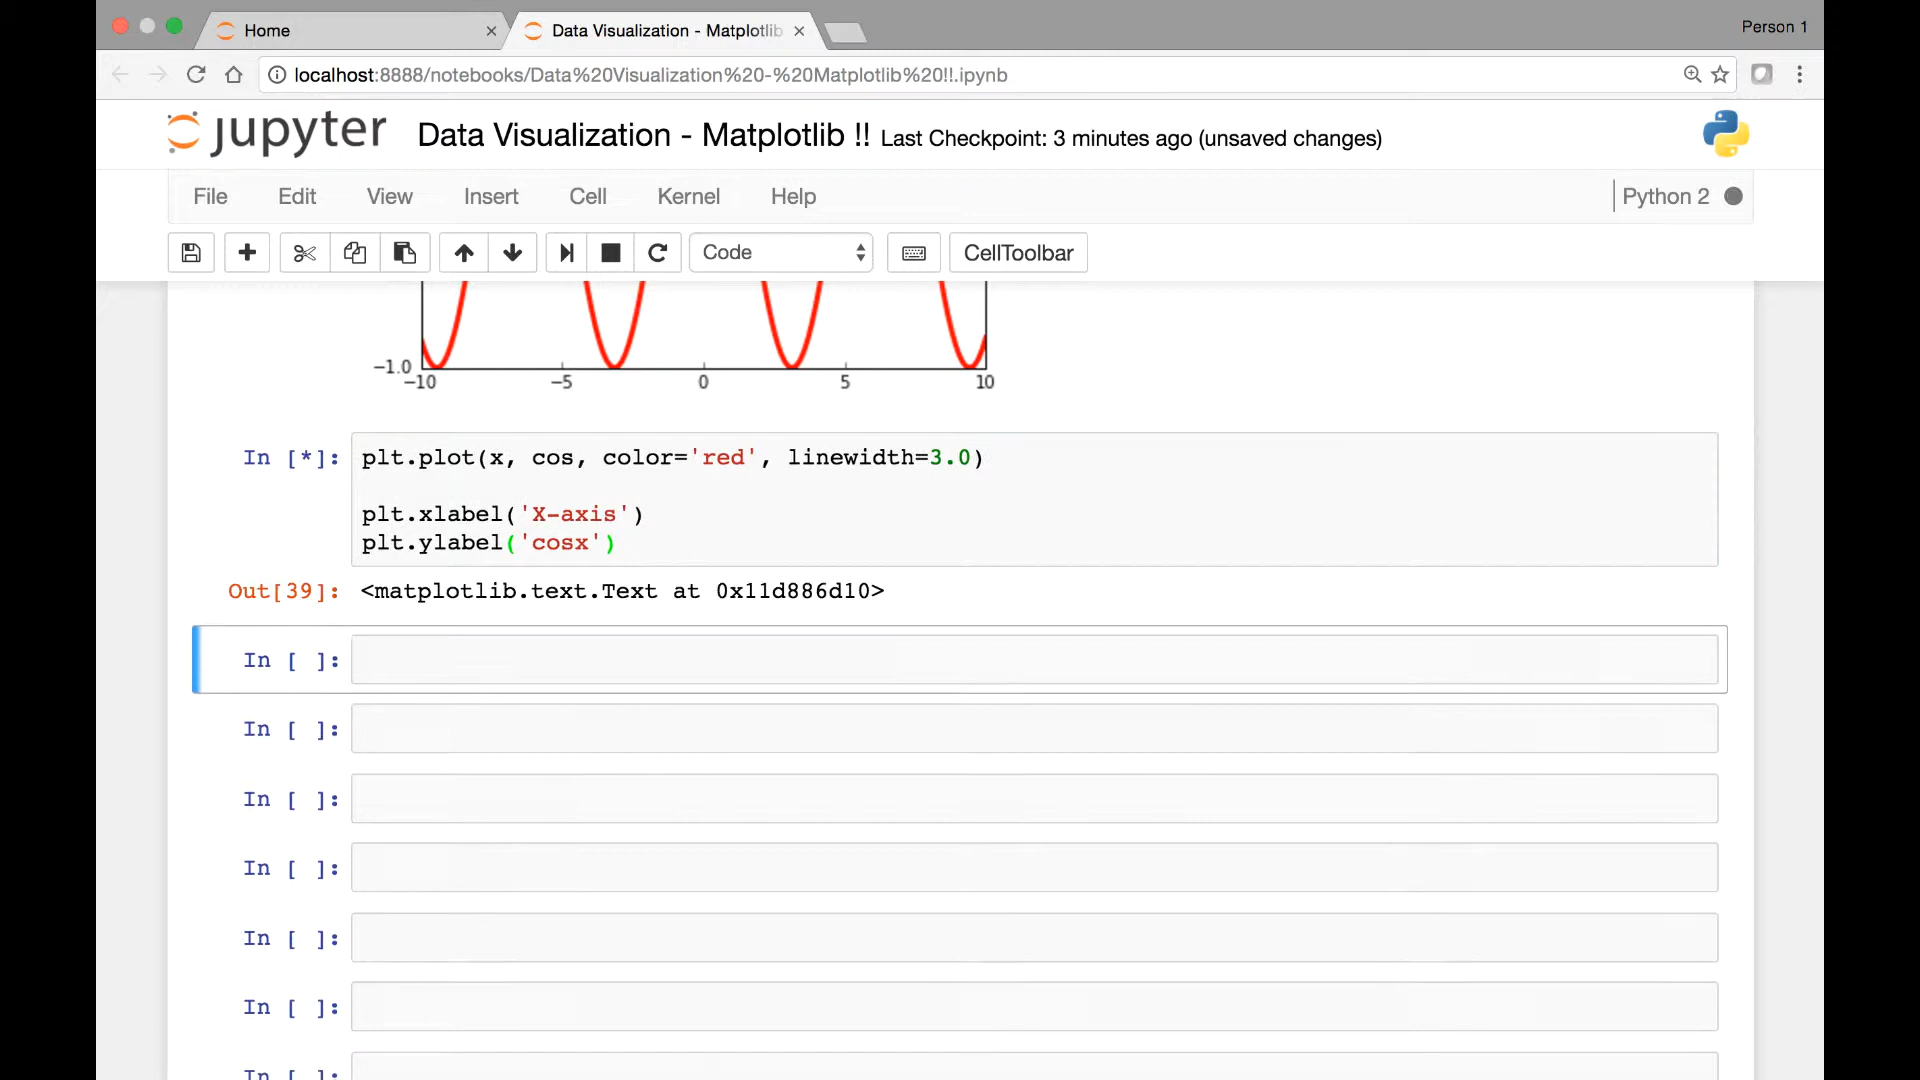 Home
Data Visualization - Matplotlib
Person 1
localhost:8888/notebooks/Data%20Visualization%20-%20Matplotlib%20!!.ipynb
jupyter Data Visualization - Matplotlib !! Last Checkpoint: 3 minutes ago (unsaved changes)
File Edit View Insert Cell Kernel Help Python 2
Code CellToolbar
−1.0
−10 −5 0 5 10
In [*]: plt.plot(x, cos, color='red', linewidth=3.0)
plt.xlabel('X-axis')
plt.ylabel('cosx')
Out[39]: <matplotlib.text.Text at 0x11d886d10>
In [ ]:
In [ ]:
In [ ]:
In [ ]:
In [ ]:
In [ ]:
In [ ]: